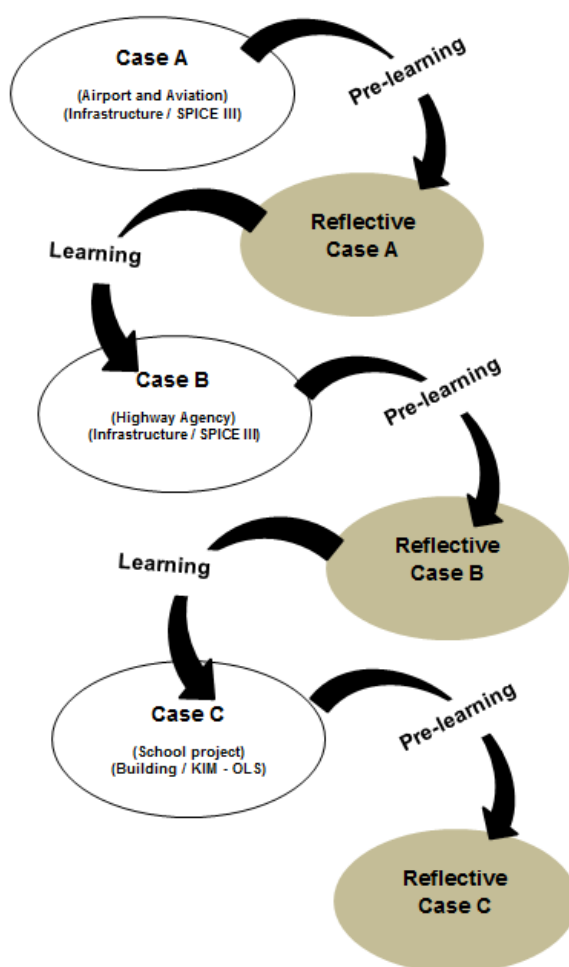 Case A
(Airport and Aviation)
(Infrastructure / SPICE III)
Pre-learning
Reflective
Case A
Learning
Case B
(Highway Agency)
(Infrastructure / SPICE III)
Pre-learning
Reflective
Case B
Learning
Case C
(School project)
(Building / KIM - OLS)
Pre-learning
Reflective
Case C